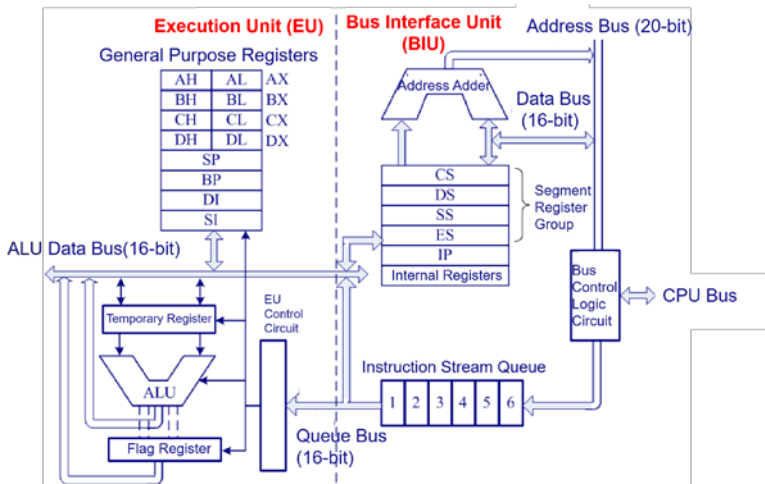 Execution Unit (EU)
Bus Interface Unit
(BIU)
Address Bus (20-bit)
General Purpose Registers
AH AL AX
BH BL BX
CH CL CX
DH DL DX
SP
BP
DI
SI
Address Adder
Data Bus
(16-bit)
CS
DS
SS
ES
IP
Internal Registers
Segment
Register
Group
ALU Data Bus(16-bit)
Temporary Register
ALU
Flag Register
EU
Control
Circuit
Bus
Control
Logic
Circuit
CPU Bus
Instruction Stream Queue
1 2 3 4 5 6
Queue Bus
(16-bit)